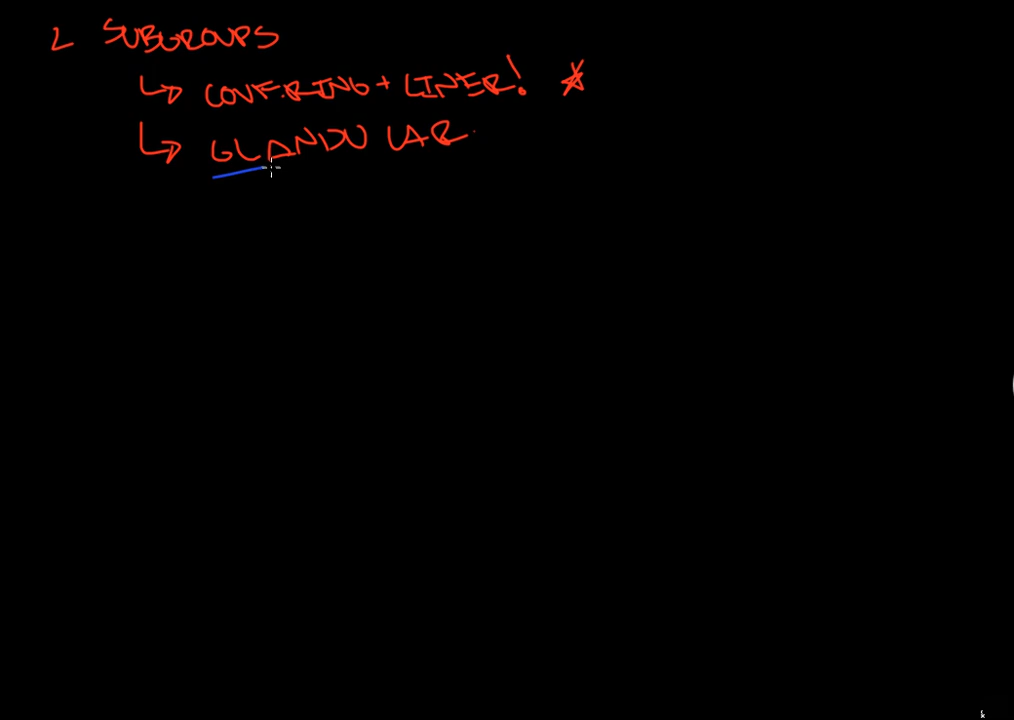 2 SUBGROUPS
↳ COVERING + LINER! ☆
↳ GLANDULAR